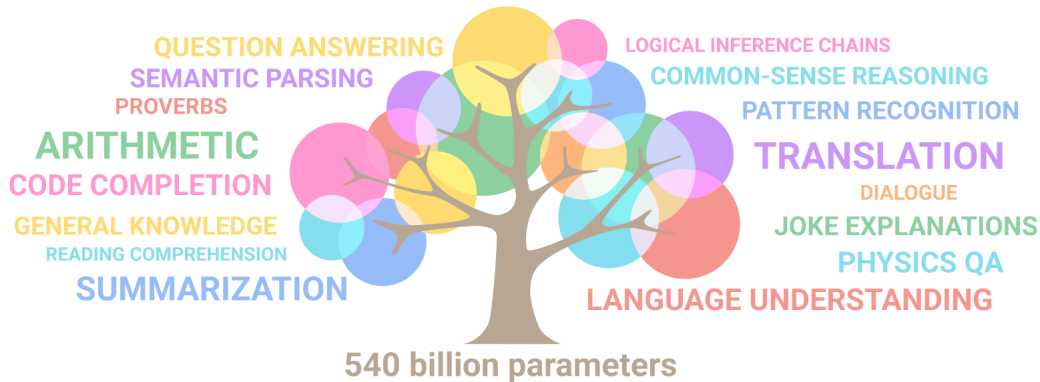 QUESTION ANSWERING
SEMANTIC PARSING
PROVERBS
ARITHMETIC
CODE COMPLETION
GENERAL KNOWLEDGE
READING COMPREHENSION
SUMMARIZATION
LOGICAL INFERENCE CHAINS
COMMON-SENSE REASONING
PATTERN RECOGNITION
TRANSLATION
DIALOGUE
JOKE EXPLANATIONS
PHYSICS QA
LANGUAGE UNDERSTANDING
540 billion parameters